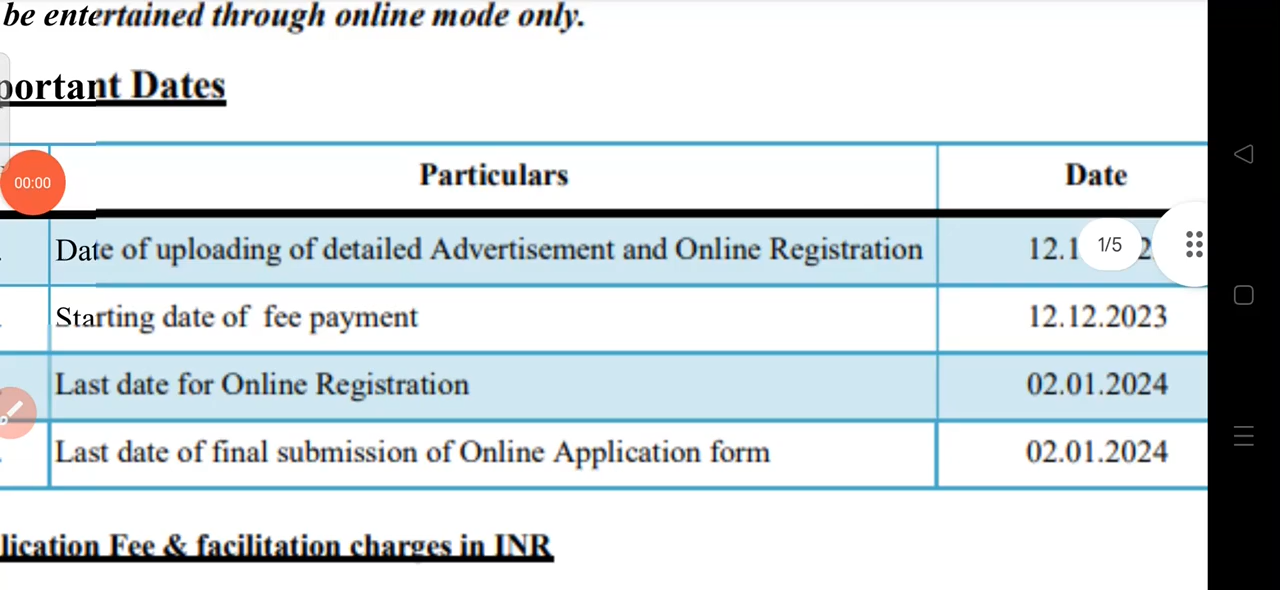 be entertained through online mode only.
portant Dates
Particulars Date
00:00
Date of uploading of detailed Advertisement and Online Registration
1/5
Starting date of fee payment 12.12.2023
Last date for Online Registration 02.01.2024
Last date of final submission of Online Application form 02.01.2024
lication Fee & facilitation charges in INR